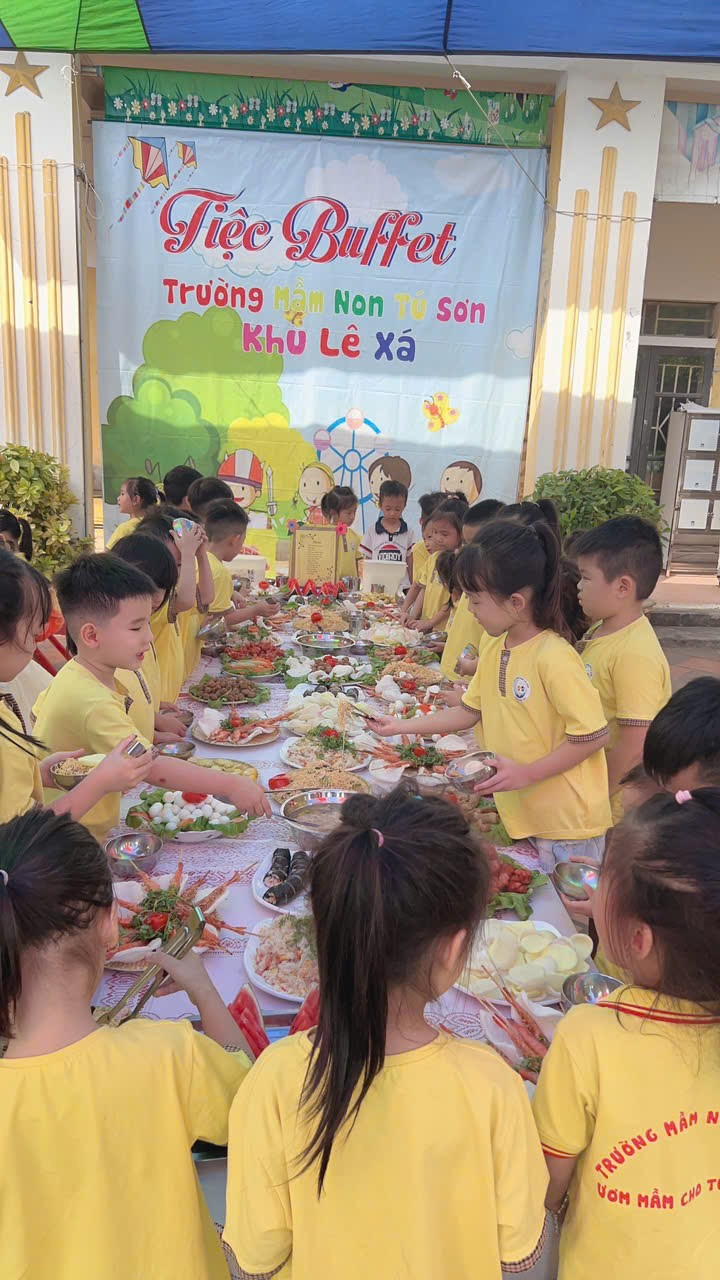 Tiệc Buffet
Trường Mầm Non Tú Sơn
Khu Lê Xá
TRƯỜNG MẦM N
ƯƠM MẦM CHO T